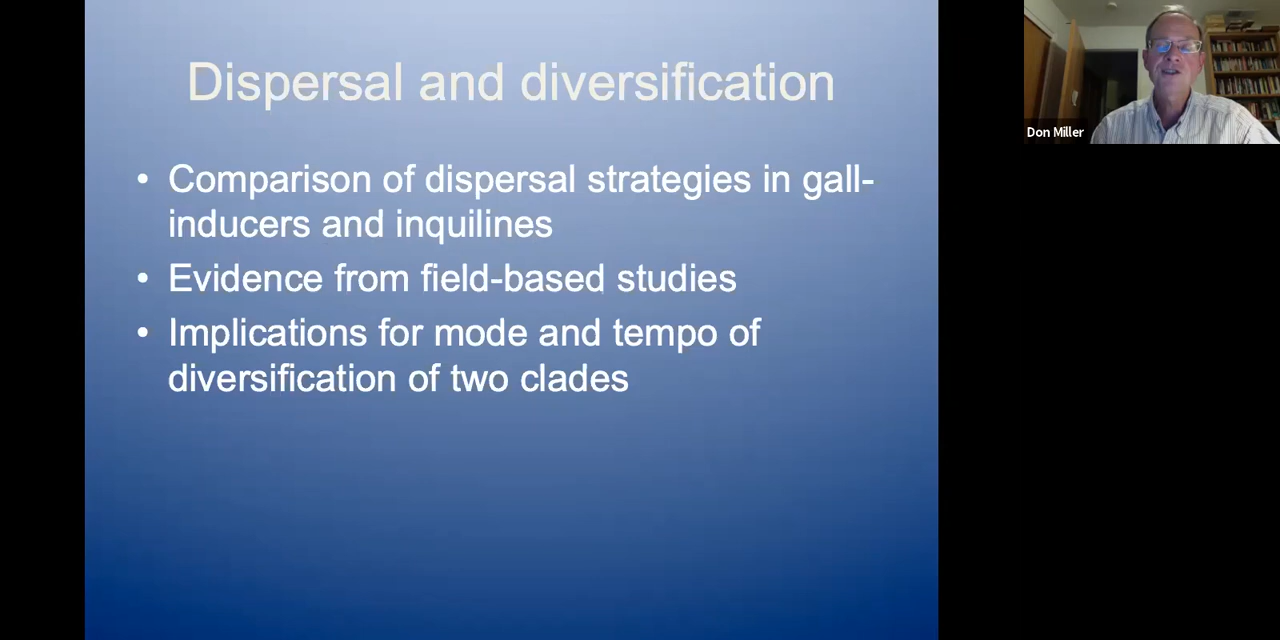 Dispersal and diversification
• Comparison of dispersal strategies in gall-
inducers and inquilines
• Evidence from field-based studies
• Implications for mode and tempo of
diversification of two clades
Don Miller